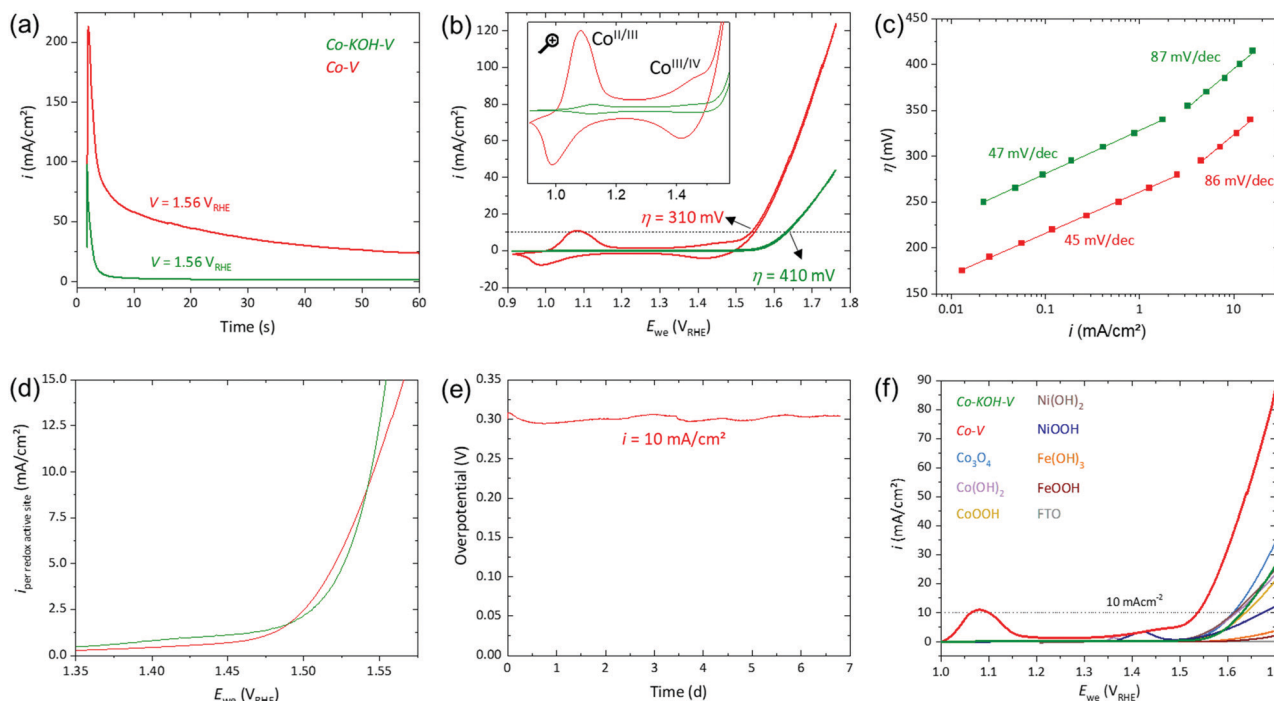 (a)
200
150
100
50
0
i (mA/cm²)
Co-KOH-V
Co-V
V = 1.56 V_RHE
V = 1.56 V_RHE
0 10 20 30 40 50 60
Time (s)
(b)
120
100
80
60
40
20
0
-20
i (mA/cm²)
Co^II/III
Co^III/IV
1.0 1.2 1.4
η = 310 mV
η = 410 mV
0.9 1.0 1.1 1.2 1.3 1.4 1.5 1.6 1.7 1.8
E_we (V_RHE)
(c)
450
400
350
300
250
200
150
η (mV)
87 mV/dec
47 mV/dec
86 mV/dec
45 mV/dec
0.01 0.1 1 10
i (mA/cm²)
(d)
15.0
12.5
10.0
7.5
5.0
2.5
0
i_per redox active site (mA/cm²)
1.35 1.40 1.45 1.50 1.55
E_we (V_RHE)
(e)
0.35
0.30
0.25
0.20
0.15
0.10
0.05
0.00
Overpotential (V)
i = 10 mA/cm²
0 1 2 3 4 5 6 7
Time (d)
(f)
90
80
70
60
50
40
30
20
10
0
i (mA/cm²)
Co-KOH-V Ni(OH)₂
Co-V NiOOH
Co₃O₄ Fe(OH)₃
Co(OH)₂ FeOOH
CoOOH FTO
10 mAcm⁻²
1.0 1.1 1.2 1.3 1.4 1.5 1.6
E_we (V_RHE)